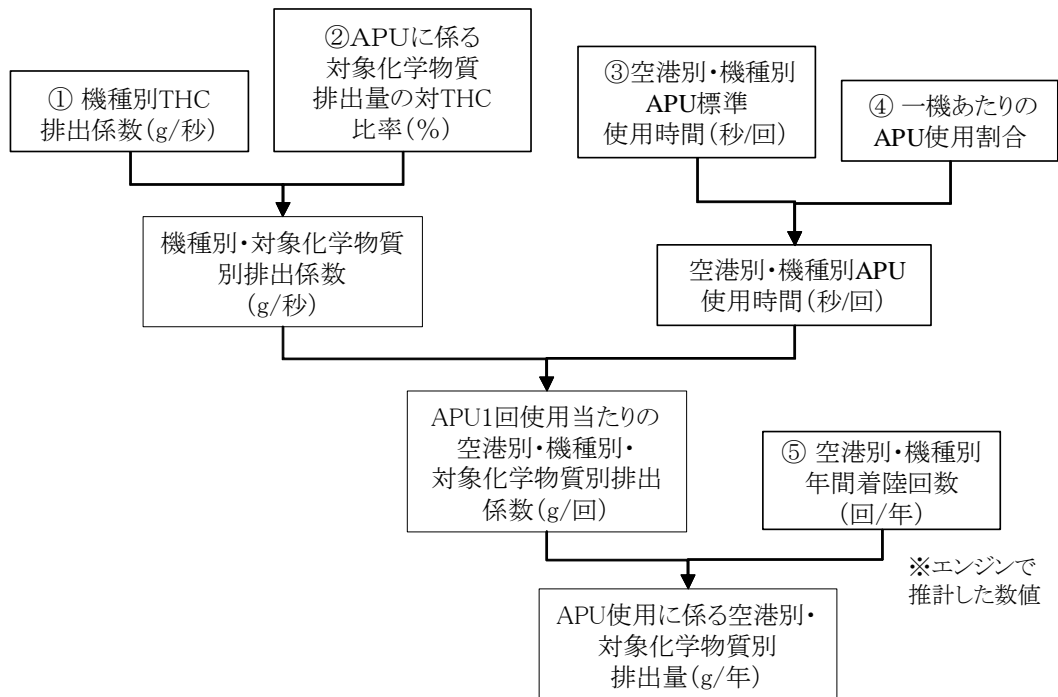 ① 機種別THC
排出係数(g/秒)
②APUに係る
対象化学物質
排出量の対THC
比率(%)
③空港別・機種別
APU標準
使用時間(秒/回)
④ 一機あたりの
APU使用割合
機種別・対象化学物質
別排出係数
(g/秒)
空港別・機種別APU
使用時間(秒/回)
APU1回使用当たりの
空港別・機種別・
対象化学物質別排出
係数(g/回)
⑤ 空港別・機種別
年間着陸回数
(回/年)
※エンジンで
推計した数値
APU使用に係る空港別・
対象化学物質別
排出量(g/年)